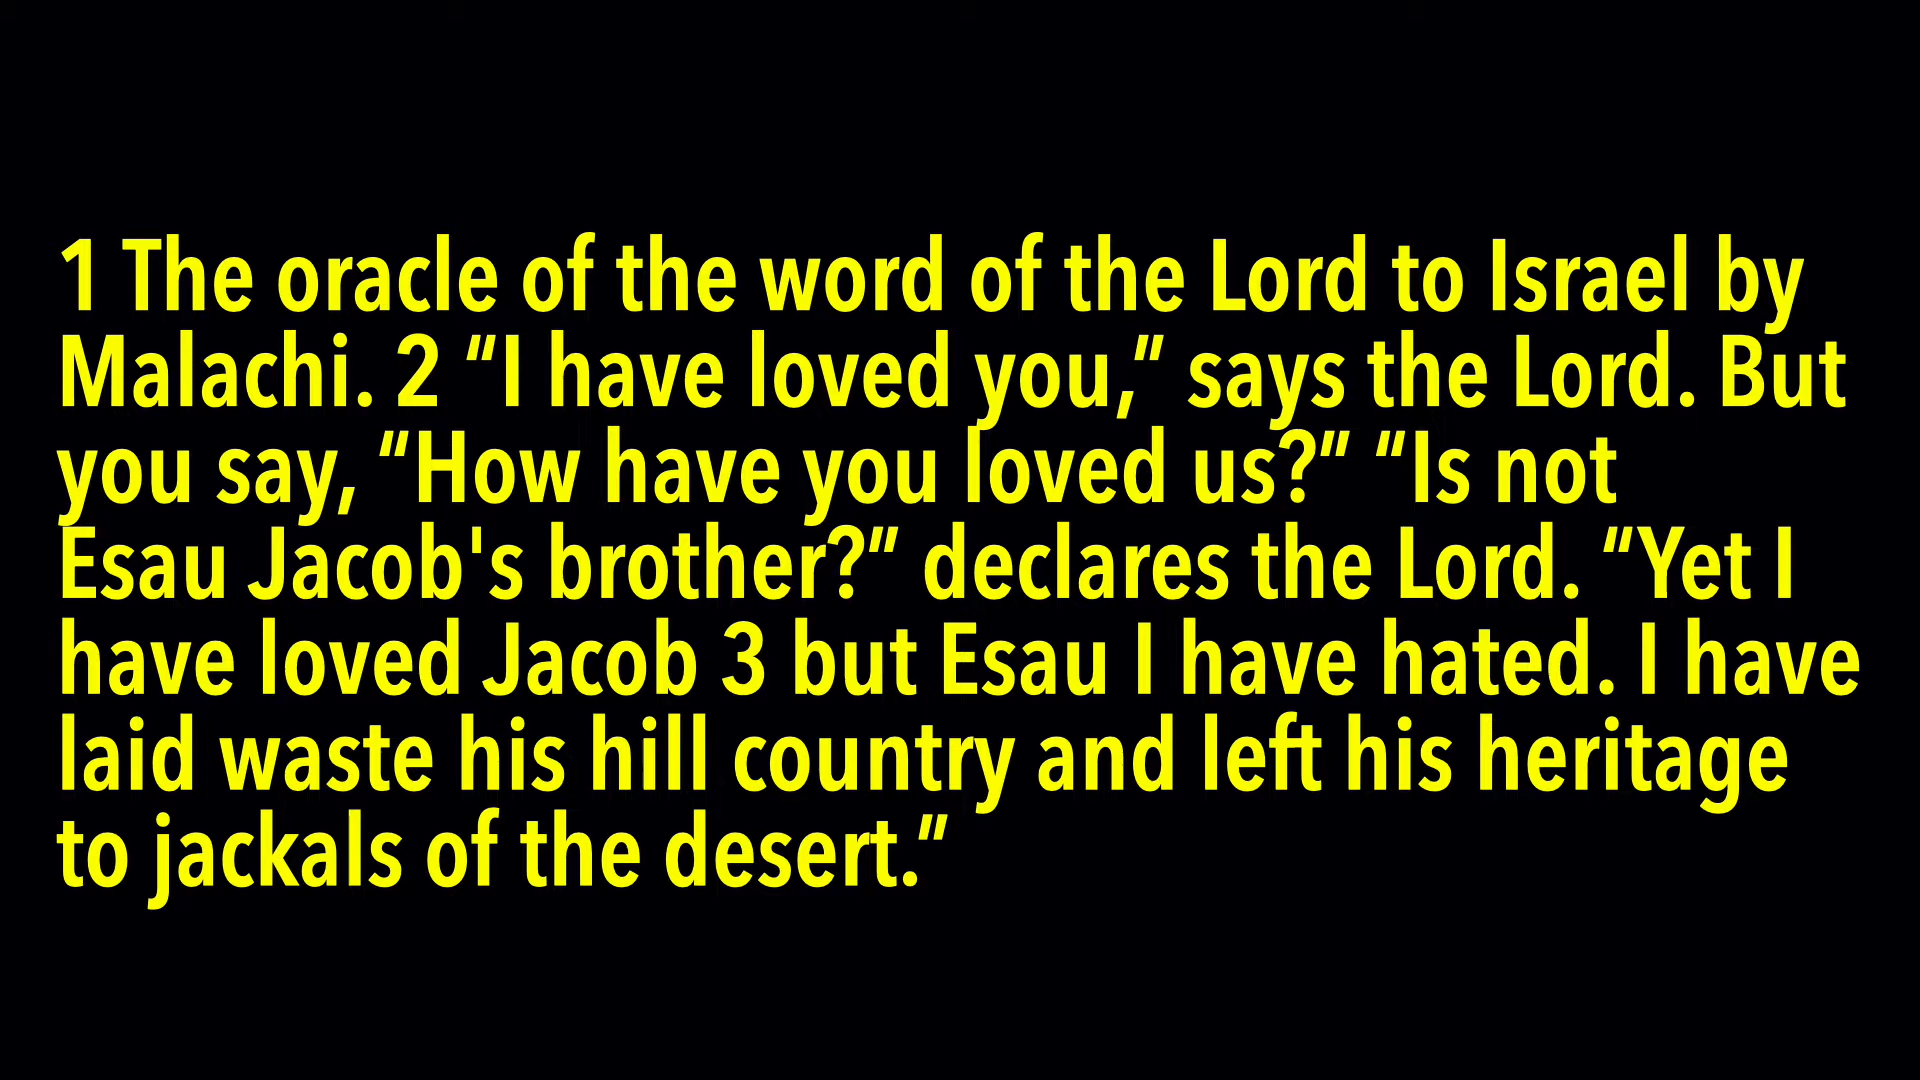 1 The oracle of the word of the Lord to Israel by
Malachi. 2 “I have loved you,” says the Lord. But
you say, “How have you loved us?” “Is not
Esau Jacob's brother?” declares the Lord. “Yet I
have loved Jacob 3 but Esau I have hated. I have
laid waste his hill country and left his heritage
to jackals of the desert.”